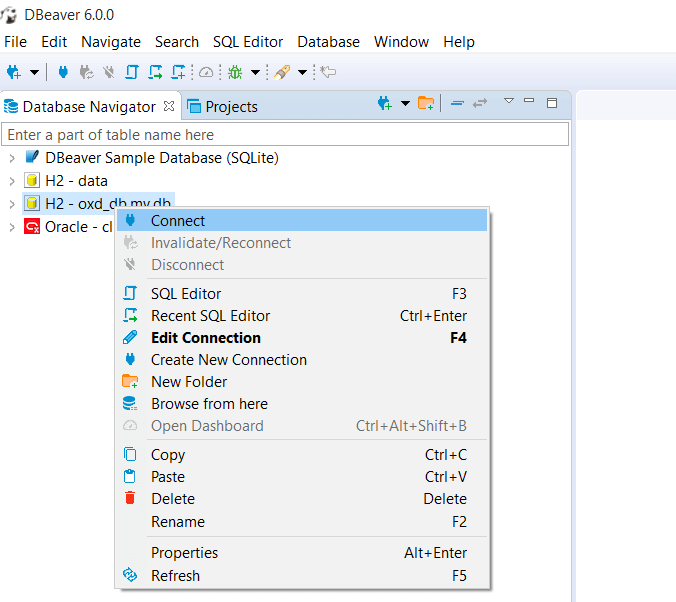 DBeaver 6.0.0
File Edit Navigate Search SQL Editor Database Window Help
Database Navigator Projects
Enter a part of table name here
DBeaver Sample Database (SQLite)
H2 - data
H2 - oxd_db.mv.db
Oracle - cl
Connect
Invalidate/Reconnect
Disconnect
SQL Editor F3
Recent SQL Editor Ctrl+Enter
Edit Connection F4
Create New Connection
New Folder
Browse from here
Open Dashboard Ctrl+Alt+Shift+B
Copy Ctrl+C
Paste Ctrl+V
Delete Delete
Rename F2
Properties Alt+Enter
Refresh F5